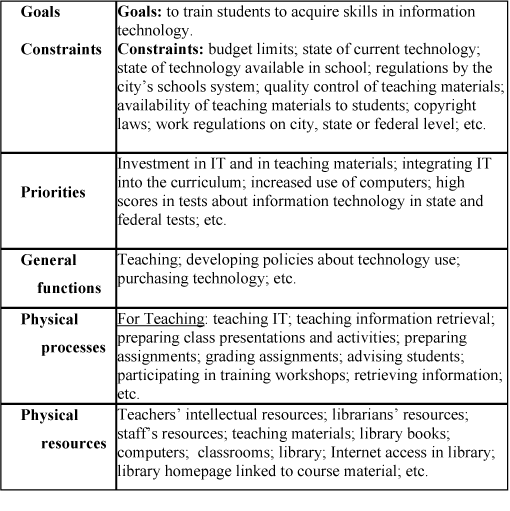 Goals
Constraints
Goals: to train students to acquire skills in information
technology.
Constraints: budget limits; state of current technology;
state of technology available in school; regulations by the
city's schools system; quality control of teaching materials;
availability of teaching materials to students; copyright
laws; work regulations on city, state or federal level; etc.
Priorities
Investment in IT and in teaching materials; integrating IT
into the curriculum; increased use of computers; high
scores in tests about information technology in state and
federal tests; etc.
General
functions
Teaching; developing policies about technology use;
purchasing technology; etc.
Physical
processes
For Teaching: teaching IT; teaching information retrieval;
preparing class presentations and activities; preparing
assignments; grading assignments; advising students;
participating in training workshops; retrieving information;
etc.
Physical
resources
Teachers' intellectual resources; librarians' resources;
staff's resources; teaching materials; library books;
computers;  classrooms; library; Internet access in library;
library homepage linked to course material; etc.